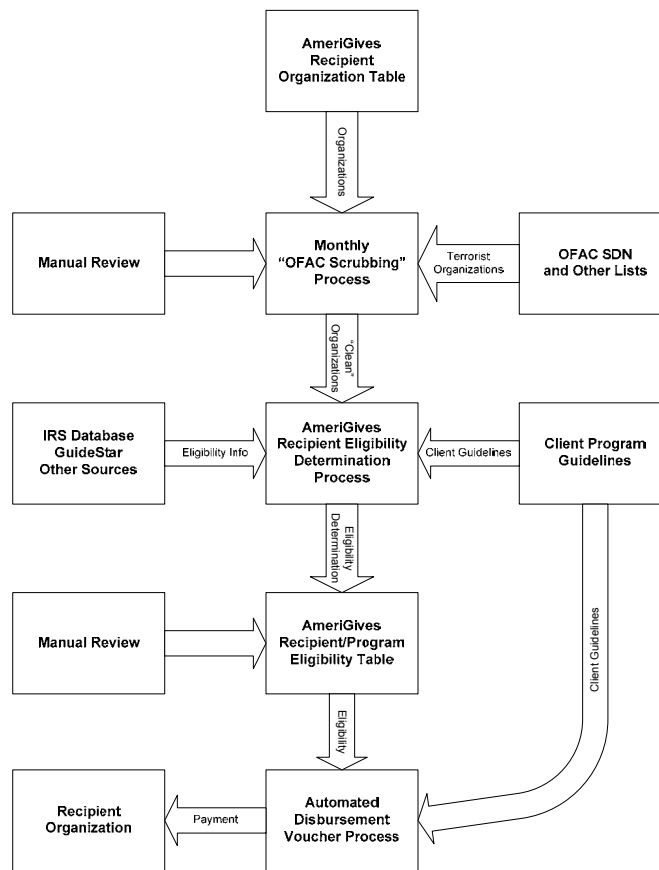 AmeriGives
Recipient
Organization Table
Organizations
Manual Review
Monthly
“OFAC Scrubbing”
Process
Terrorist
Organizations
OFAC SDN
and Other Lists
“Clean”
Organizations
IRS Database
GuideStar
Other Sources
Eligibility Info
AmeriGives
Recipient Eligibility
Determination
Process
Client Guidelines
Client Program
Guidelines
Eligibility
Determination
Manual Review
AmeriGives
Recipient/Program
Eligibility Table
Client Guidelines
Eligibility
Recipient
Organization
Payment
Automated
Disbursement
Voucher Process